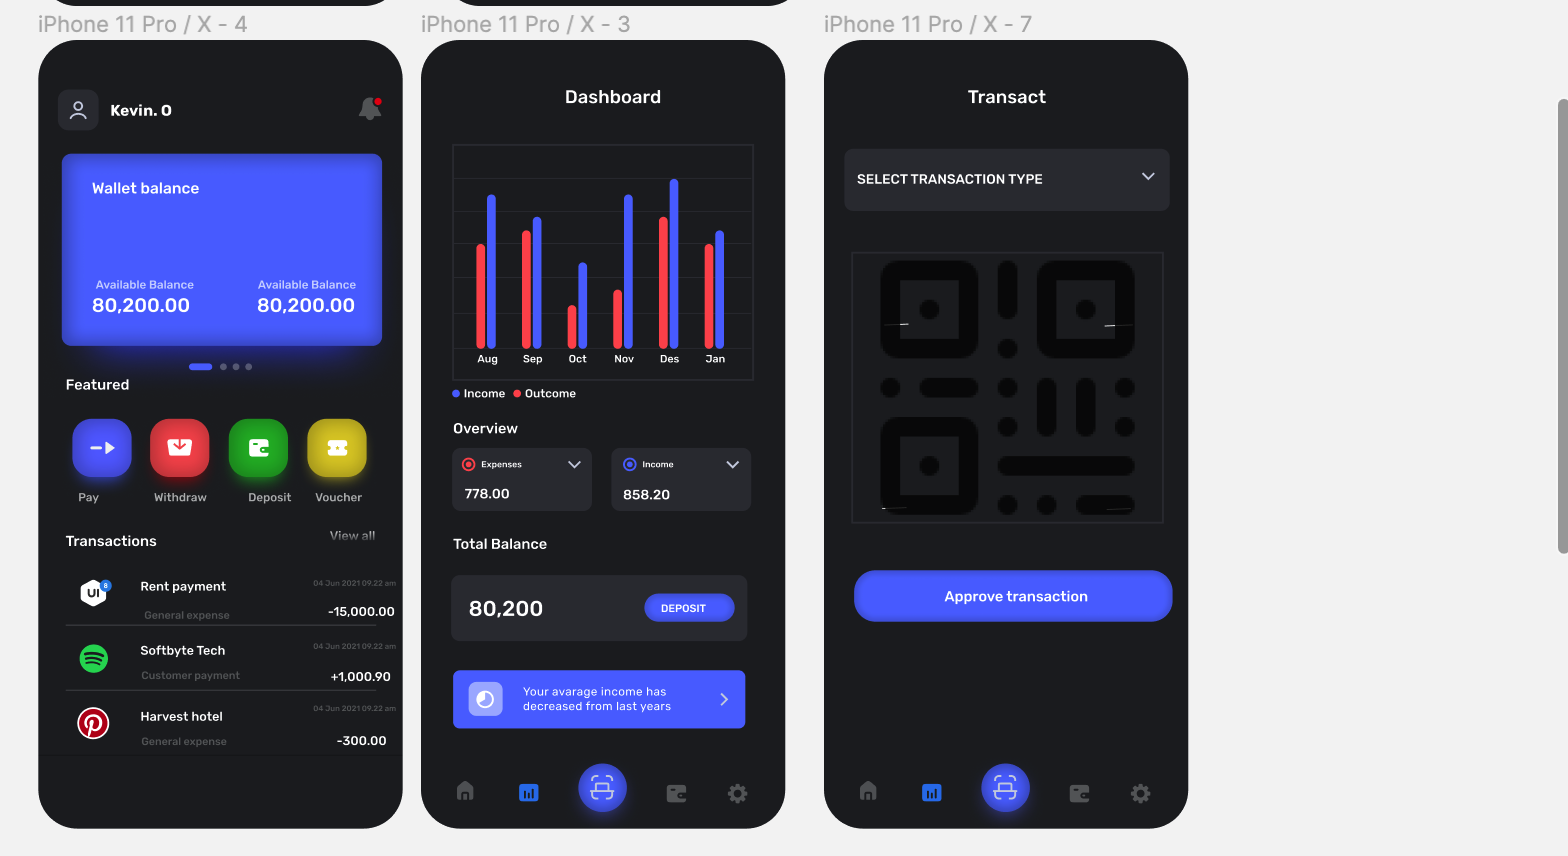 iPhone 11 Pro / X - 4
Kevin. O
Wallet balance
Available Balance
80,200.00
Available Balance
80,200.00
Featured
Pay
Withdraw
Deposit
Voucher
Transactions
View all
UI
8
Rent payment
04 Jun 2021 09.22 am
General expense
-15,000.00
Softbyte Tech
04 Jun 2021 09.22 am
Customer payment
+1,000.90
Harvest hotel
04 Jun 2021 09.22 am
General expense
-300.00
iPhone 11 Pro / X - 3
Dashboard
Aug
Sep
Oct
Nov
Des
Jan
Income
Outcome
Overview
Expenses
778.00
Income
858.20
Total Balance
80,200
DEPOSIT
Your avarage income has
decreased from last years
iPhone 11 Pro / X - 7
Transact
SELECT TRANSACTION TYPE
Approve transaction